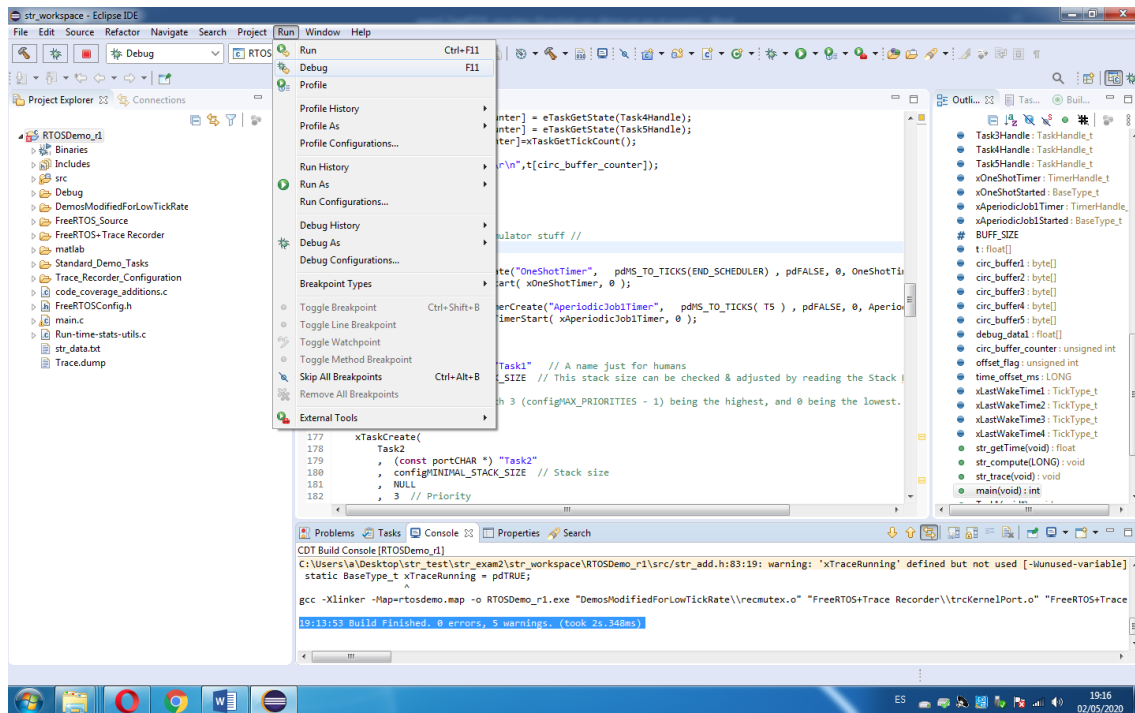 str_workspace - Eclipse IDE
File Edit Source Refactor Navigate Search Project Run Window Help
Debug
RTOS
Run Ctrl+F11
Debug F11
Profile
Profile History
Profile As
Profile Configurations...
Run History
Run As
Run Configurations...
Debug History
Debug As
Debug Configurations...
Breakpoint Types
Toggle Breakpoint Ctrl+Shift+B
Toggle Line Breakpoint
Toggle Watchpoint
Toggle Method Breakpoint
Skip All Breakpoints Ctrl+Alt+B
Remove All Breakpoints
External Tools
Project Explorer Connections
RTOSDemo_r1
Binaries
Includes
src
Debug
DemosModifiedForLowTickRate
FreeRTOS_Source
FreeRTOS+Trace Recorder
matlab
Standard_Demo_Tasks
Trace_Recorder_Configuration
code_coverage_additions.c
FreeRTOSConfig.h
main.c
Run-time-stats-utils.c
str_data.txt
Trace.dump
nter] = eTaskGetState(Task4Handle);
nter] = eTaskGetState(Task5Handle);
ter]=xTaskGetTickCount();
\r\n",t[circ_buffer_counter]);
mulator stuff //
ate("OneShotTimer", pdMS_TO_TICKS(END_SCHEDULER) , pdFALSE, 0, OneShotTi
art( xOneShotTimer, 0 );
merCreate("AperiodicJob1Timer", pdMS_TO_TICKS( T5 ) , pdFALSE, 0, Aperio
imerStart( xAperiodicJob1Timer, 0 );
"Task1" // A name just for humans
K_SIZE // This stack size can be checked & adjusted by reading the Stack
h 3 (configMAX_PRIORITIES - 1) being the highest, and 0 being the lowest.
177 xTaskCreate(
178 Task2
179 , (const portCHAR *) "Task2"
180 , configMINIMAL_STACK_SIZE // Stack size
181 , NULL
182 , 3 // Priority
Outli... Tas... Buil...
Task3Handle : TaskHandle_t
Task4Handle : TaskHandle_t
Task5Handle : TaskHandle_t
xOneShotTimer : TimerHandle_t
xOneShotStarted : BaseType_t
xAperiodicJob1Timer : TimerHandle_
xAperiodicJob1Started : BaseType_t
BUFF_SIZE
t : float[]
circ_buffer1 : byte[]
circ_buffer2 : byte[]
circ_buffer3 : byte[]
circ_buffer4 : byte[]
circ_buffer5 : byte[]
debug_data1 : float[]
circ_buffer_counter : unsigned int
offset_flag : unsigned int
time_offset_ms : LONG
xLastWakeTime1 : TickType_t
xLastWakeTime2 : TickType_t
xLastWakeTime3 : TickType_t
xLastWakeTime4 : TickType_t
str_getTime(void) : float
str_compute(LONG) : void
str_trace(void) : void
main(void) : int
Problems Tasks Console Properties Search
CDT Build Console [RTOSDemo_r1]
C:\Users\a\Desktop\str_test\str_exam2\str_workspace\RTOSDemo_r1\src/str_add.h:83:19: warning: 'xTraceRunning' defined but not used [-Wunused-variable]
static BaseType_t xTraceRunning = pdTRUE;
^
gcc -Xlinker -Map=rtosdemo.map -o RTOSDemo_r1.exe "DemosModifiedForLowTickRate\\recmutex.o" "FreeRTOS+Trace Recorder\\trcKernelPort.o" "FreeRTOS+Trace
19:13:53 Build Finished. 0 errors, 5 warnings. (took 2s.348ms)
ES
19:16
02/05/2020